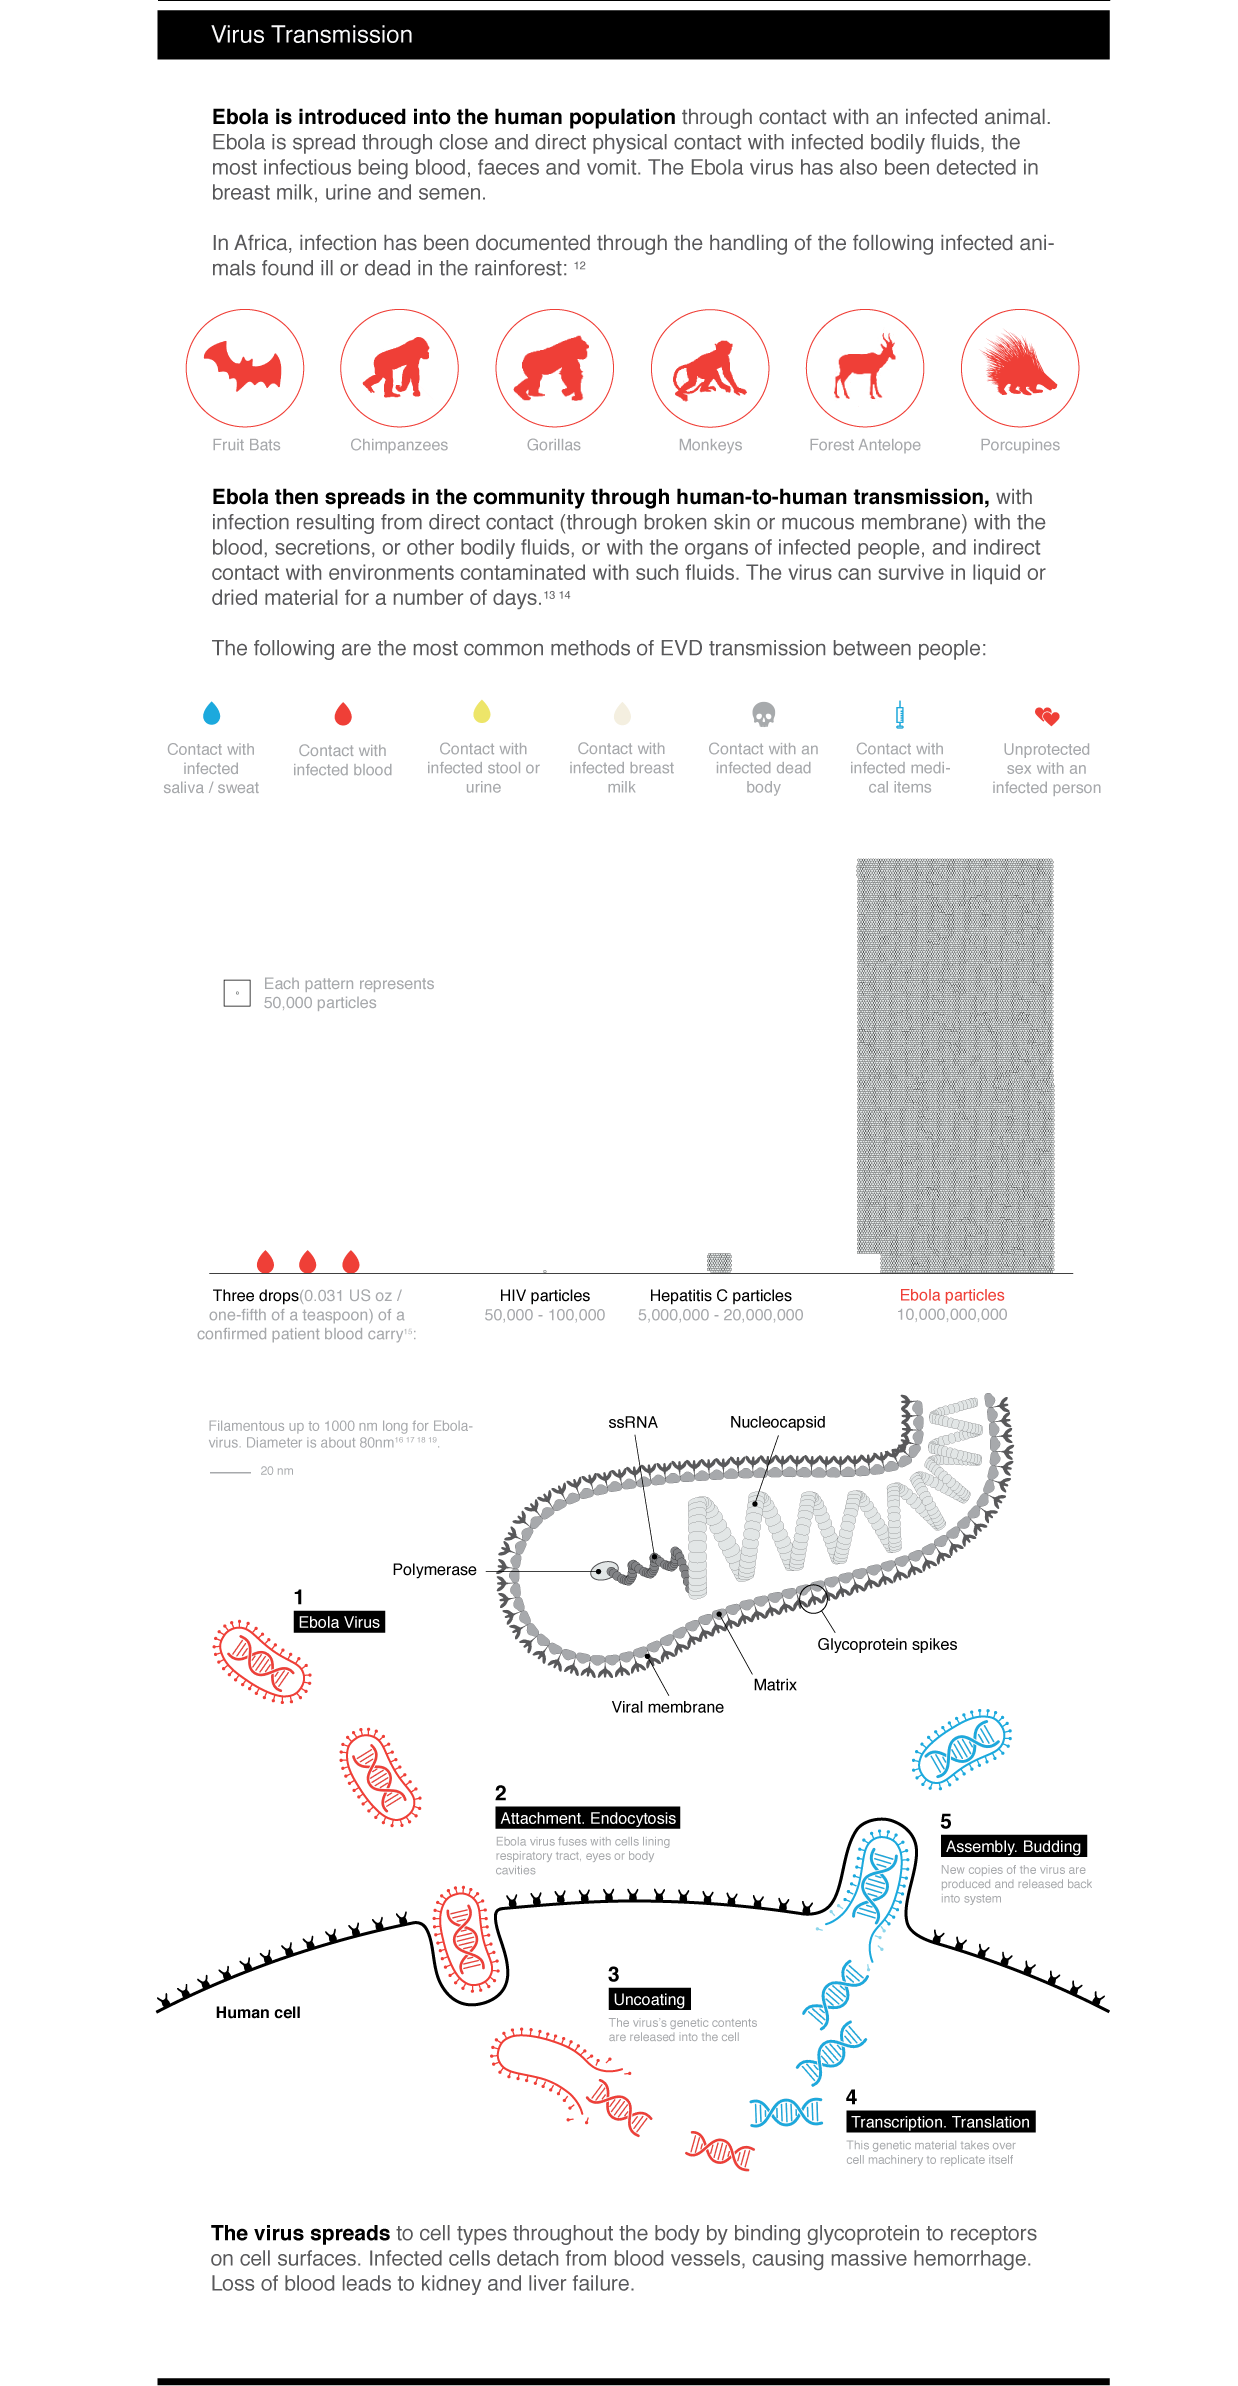 Virus Transmission
Ebola is introduced into the human population through contact with an infected animal.
Ebola is spread through close and direct physical contact with infected bodily fluids, the
most infectious being blood, faeces and vomit. The Ebola virus has also been detected in
breast milk, urine and semen.
In Africa, infection has been documented through the handling of the following infected ani-
mals found ill or dead in the rainforest: 12
Fruit Bats
Chimpanzees
Gorillas
Monkeys
Forest Antelope
Porcupines
Ebola then spreads in the community through human-to-human transmission, with
infection resulting from direct contact (through broken skin or mucous membrane) with the
blood, secretions, or other bodily fluids, or with the organs of infected people, and indirect
contact with environments contaminated with such fluids. The virus can survive in liquid or
dried material for a number of days.13 14
The following are the most common methods of EVD transmission between people:
Contact with
infected
saliva / sweat
Contact with
infected blood
Contact with
infected stool or
urine
Contact with
infected breast
milk
Contact with an
infected dead
body
Contact with
infected medi-
cal items
Unprotected
sex with an
infected person
Each pattern represents
50,000 particles
Three drops(0.031 US oz /
one-fifth of a teaspoon) of a
confirmed patient blood carry15:
HIV particles
50,000 - 100,000
Hepatitis C particles
5,000,000 - 20,000,000
Ebola particles
10,000,000,000
Filamentous up to 1000 nm long for Ebola-
virus. Diameter is about 80nm16 17 18 19.
20 nm
ssRNA
Nucleocapsid
Polymerase
Glycoprotein spikes
Matrix
Viral membrane
1
Ebola Virus
2
Attachment. Endocytosis
Ebola virus fuses with cells lining
respiratory tract, eyes or body
cavities
5
Assembly. Budding
New copies of the virus are
produced and released back
into system
Human cell
3
Uncoating
The virus's genetic contents
are released into the cell
4
Transcription. Translation
This genetic material takes over
cell machinery to replicate itself
The virus spreads to cell types throughout the body by binding glycoprotein to receptors
on cell surfaces. Infected cells detach from blood vessels, causing massive hemorrhage.
Loss of blood leads to kidney and liver failure.